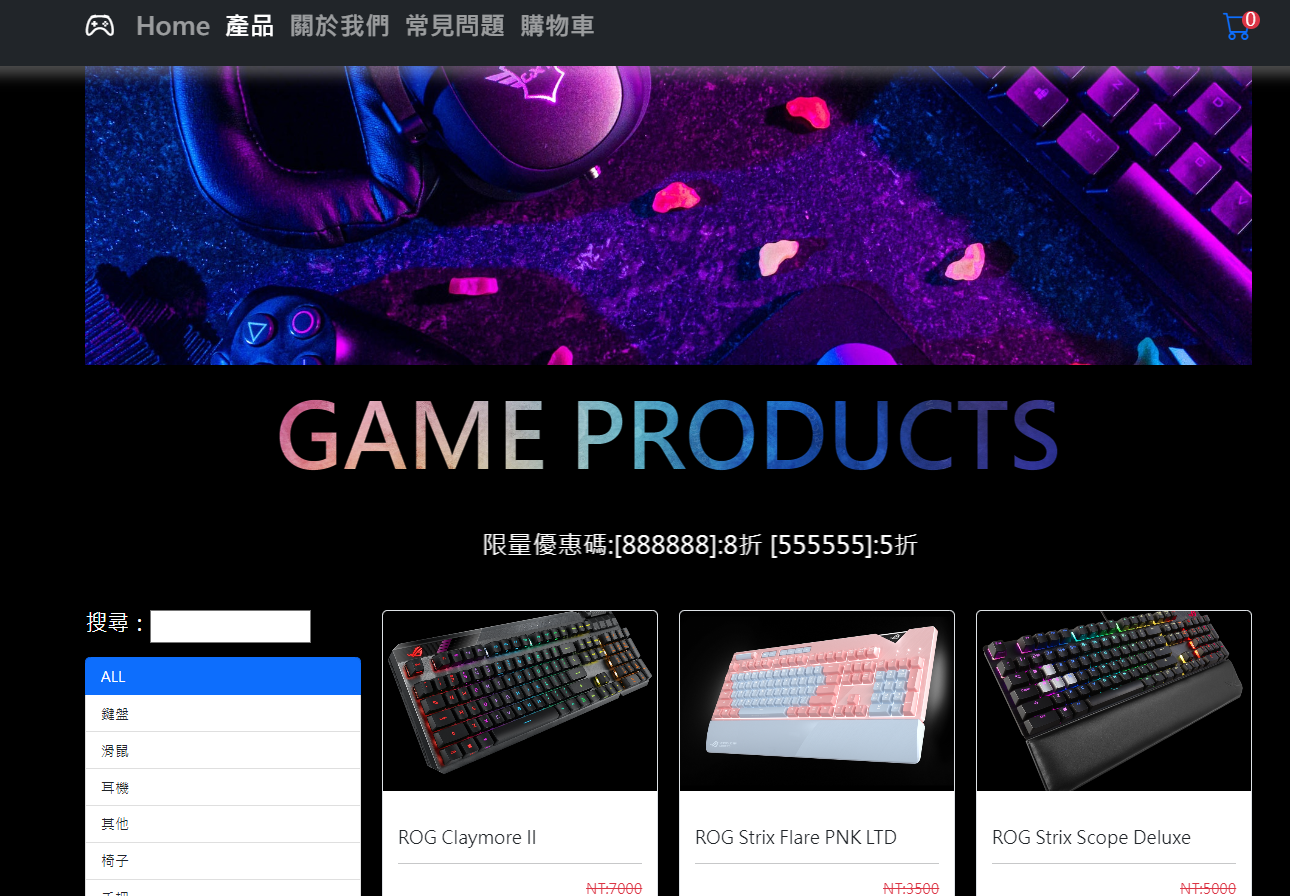 Home 產品 關於我們 常見問題 購物車 0
GAME PRODUCTS
限量優惠碼:[888888]:8折 [555555]:5折
搜尋：
ALL
鍵盤
滑鼠
耳機
其他
椅子
ROG Claymore II
NT:7000
ROG Strix Flare PNK LTD
NT:3500
ROG Strix Scope Deluxe
NT:5000